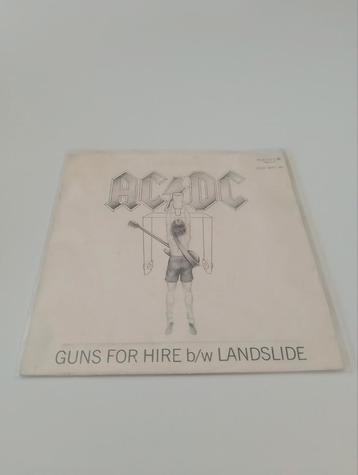 AC DC
GUNS FOR HIRE b/w LANDSLIDE